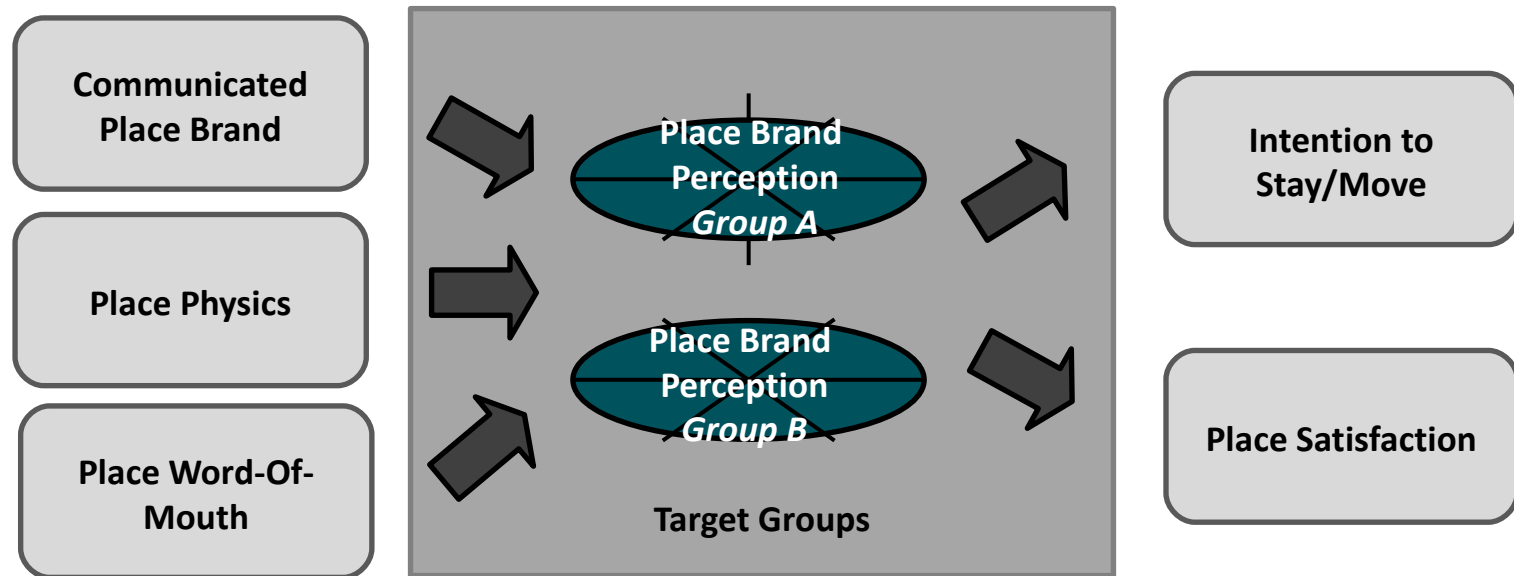 Communicated
Place Brand
Place Physics
Place Word-Of-
Mouth
Place Brand
Perception
Group A
Place Brand
Perception
Group B
Target Groups
Intention to
Stay/Move
Place Satisfaction